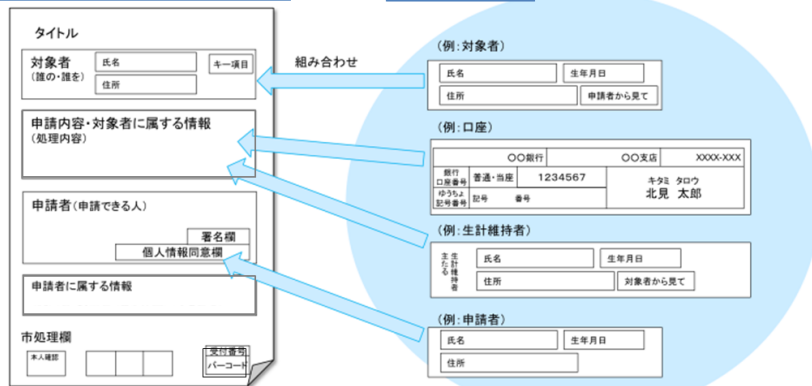 タイトル
対象者
(誰の・誰を)
氏名
キー項目
住所
申請内容・対象者に属する情報
(処理内容)
申請者(申請できる人)
署名欄
個人情報同意欄
申請者に属する情報
市処理欄
本人確認
受付番号
バーコード
組み合わせ
(例:対象者)
氏名
生年月日
住所
申請者から見て
(例:口座)
〇〇銀行
〇〇支店
XXXX-XXX
銀行
口座番号
普通・当座
1234567
キタミ タロウ
北見 太郎
ゆうちょ
記号番号
記号
番号
(例:生計維持者)
主たる
生計維持者
氏名
生年月日
住所
対象者から見て
(例:申請者)
氏名
生年月日
住所